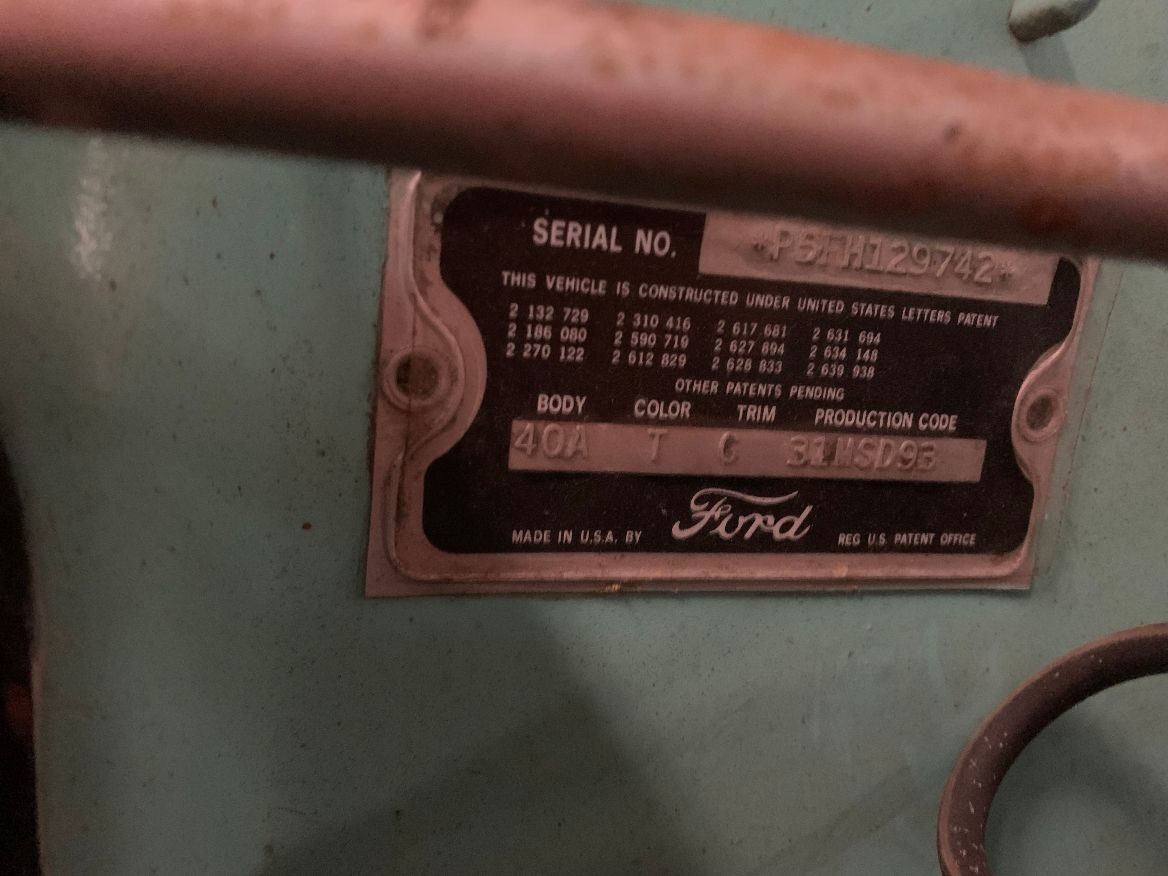 SERIAL NO. *P5FH129742*
THIS VEHICLE IS CONSTRUCTED UNDER UNITED STATES LETTERS PATENT
2 132 729 2 310 416 2 617 681 2 631 694
2 186 080 2 590 719 2 627 894 2 634 148
2 270 122 2 612 829 2 628 833 2 639 938
OTHER PATENTS PENDING
BODY COLOR TRIM PRODUCTION CODE
40A T C 31MSD93
MADE IN U.S.A. BY Ford REG U.S. PATENT OFFICE